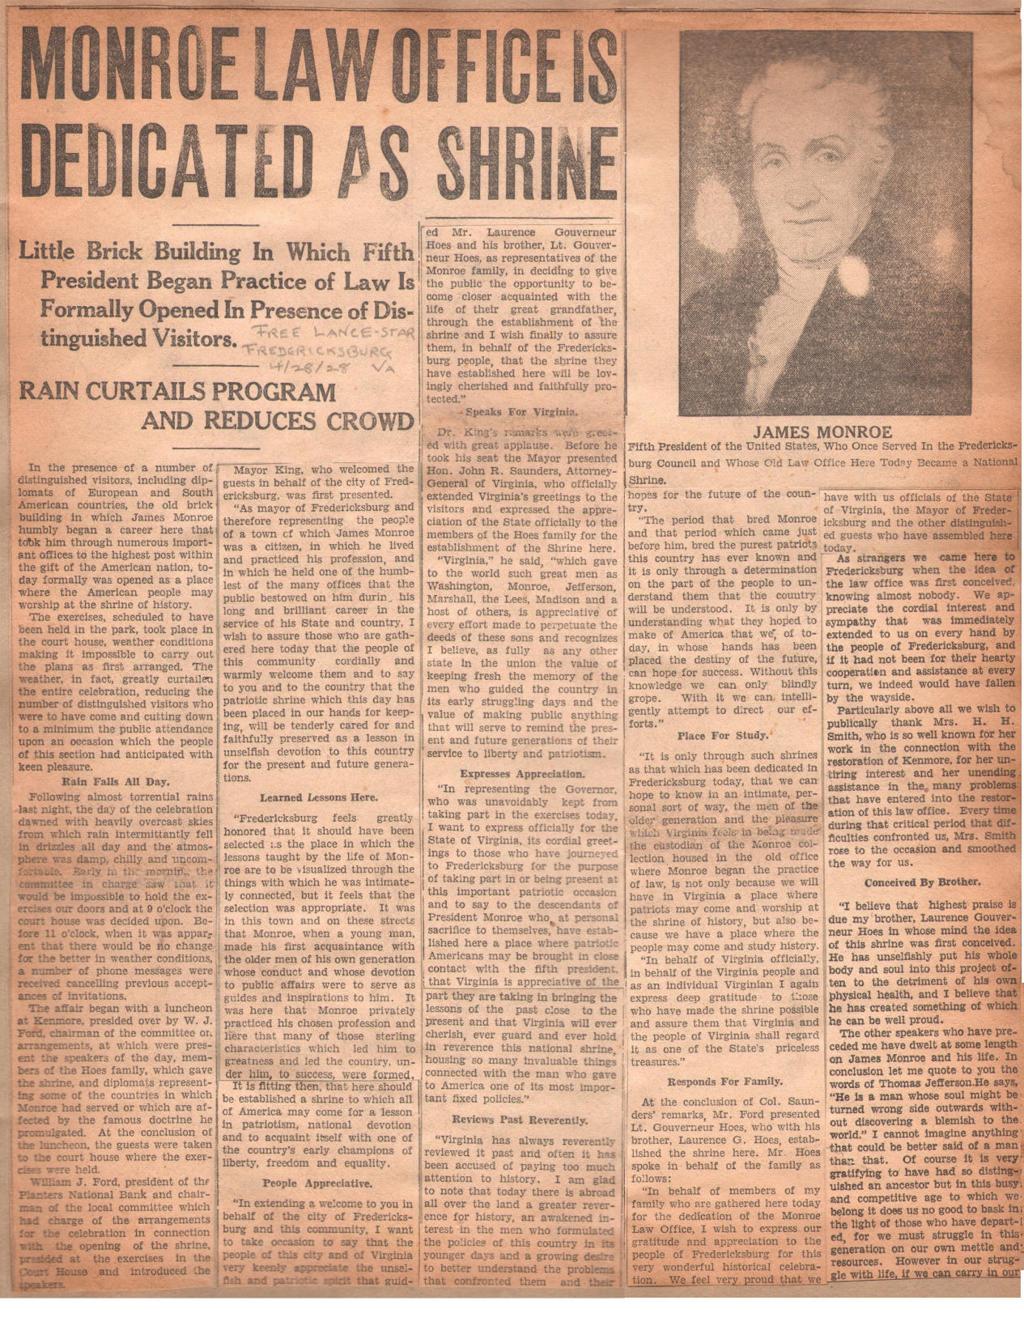 MONROE LAW OFFICE IS
DEDICATED AS SHRINE
Little Brick Building In Which Fifth
President Began Practice of Law Is
Formally Opened In Presence of Dis-
tinguished Visitors.
FREE LANCE-STAR
FREDERICKSBURG
4/28/28 VA
RAIN CURTAILS PROGRAM
AND REDUCES CROWD
In the presence of a number of
distinguished visitors, including dip-
lomats of European and South
American countries, the old brick
building in which James Monroe
humbly began a career here that
took him through numerous import-
ant offices to the highest post within
the gift of the American nation, to-
day formally was opened as a place
where the American people may
worship at the shrine of history.
The exercises, scheduled to have
been held in the park, took place in
the court house, weather conditions
making it impossible to carry out
the plans as first arranged. The
weather, in fact, greatly curtailed
the entire celebration, reducing the
number of distinguished visitors who
were to have come and cutting down
to a minimum the public attendance
upon an occasion which the people
of this section had anticipated with
keen pleasure.
Rain Falls All Day.
Following almost torrential rains
last night, the day of the celebration
dawned with heavily overcast skies
from which rain intermittently fell
in drizzles all day and the atmos-
phere was damp, chilly and uncom-
fortable. Early in the mornin, the
committee in charge saw that it
would be impossible to hold the ex-
ercises our doors and at 9 o'clock the
court house was decided upon. Be-
fore 11 o'clock, when it was appar-
ent that there would be no change
for the better in weather conditions,
a number of phone messages were
received cancelling previous accept-
ances of invitations.
The affair began with a luncheon
at Kenmore, presided over by W. J.
Ford, chairman of the committee on
arrangements, at which were pres-
ent the speakers of the day, mem-
bers of the Hoes family, which gave
the shrine, and diplomats represent-
ing some of the countries in which
Monroe had served or which are af-
fected by the famous doctrine he
promulgated. At the conclusion of
the luncheon, the guests were taken
to the court house where the exer-
cises were held.
William J. Ford, president of the
Planters National Bank and chair-
man of the local committee which
had charge of the arrangements
for the celebration in connection
with the opening of the shrine,
presided at the exercises in the
Court House and introduced the
speakers.
Mayor King, who welcomed the
guests in behalf of the city of Fred-
ericksburg, was first presented.
"As mayor of Fredericksburg and
therefore representing the people
of a town of which James Monroe
was a citizen, in which he lived
and practiced his profession, and
in which he held one of the hum-
lest of the many offices that the
public bestowed on him durin, his
long and brilliant career in the
service of his State and country, I
wish to assure those who are gath-
ered here today that the people of
this community cordially and
warmly welcome them and to say
to you and to the country that the
patriotic shrine which this day has
been placed in our hands for keep-
ing, will be tenderly cared for and
faithfully preserved as a lesson in
unselfish devotion to this country
for the present and future genera-
tions.
Learned Lessons Here.
"Fredericksburg feels greatly
honored that it should have been
selected as the place in which the
lessons taught by the life of Mon-
roe are to be visualized through the
things with which he was intimate-
ly connected, but it feels that the
selection was appropriate. It was
in this town and on these streets
that Monroe, when a young man,
made his first acquaintance with
the older men of his own generation
whose conduct and whose devotion
to public affairs were to serve as
guides and inspirations to him. It
was here that Monroe privately
practiced his chosen profession and
here that many of those sterling
characteristics which led him to
greatness and led the country, un-
der him, to success, were formed.
It is fitting then, that here should
be established a shrine to which all
of America may come for a lesson
in patriotism, national devotion
and to acquaint itself with one of
the country's early champions of
liberty, freedom and equality.
People Appreciative.
"In extending a welcome to you in
behalf of the city of Fredericks-
burg and this community, I want
to take occasion to say that the
people of this city and of Virginia
very keenly appreciate the unsel-
fish and patriotic spirit that guid-
ed Mr. Laurence Gouverneur
Hoes and his brother, Lt. Gouver-
neur Hoes, as representatives of the
Monroe family, in deciding to give
the public the opportunity to be-
come closer acquainted with the
life of their great grandfather,
through the establishment of the
shrine and I wish finally to assure
them, in behalf of the Fredericks-
burg people, that the shrine they
have established here will be lov-
ingly cherished and faithfully pro-
tected."
Speaks For Virginia.
Dr. King's remarks were greet-
ed with great applause. Before he
took his seat the Mayor presented
Hon. John R. Saunders, Attorney-
General of Virginia, who officially
extended Virginia's greetings to the
visitors and expressed the appre-
ciation of the State officially to the
members of the Hoes family for the
establishment of the Shrine here.
"Virginia," he said, "which gave
to the world such great men as
Washington, Monroe, Jefferson,
Marshall, the Lees, Madison and a
host of others, is appreciative of
every effort made to perpetuate the
deeds of these sons and recognizes
I believe, as fully as any other
state in the union the value of
keeping fresh the memory of the
men who guided the country in
its early struggling days and the
value of making public anything
that will serve to remind the pres-
ent and future generations of their
service to liberty and patriotism.
Expresses Appreciation.
"In representing the Governor,
who was unavoidably kept from
taking part in the exercises today,
I want to express officially for the
State of Virginia, its cordial greet-
ings to those who have journeyed
to Fredericksburg for the purpose
of taking part in or being present at
this important patriotic occasion
and to say to the descendants of
President Monroe who, at personal
sacrifice to themselves, have estab-
lished here a place where patriotic
Americans may be brought in close
contact with the fifth president,
that Virginia is appreciative of the
part they are taking in bringing the
lessons of the past close to the
present and that Virginia will ever
cherish, ever guard and ever hold
in reverence this national shrine,
housing so many invaluable things
connected with the man who gave
to America one of its most impor-
tant fixed policies."
Reviews Past Reverently.
"Virginia has always reverently
reviewed it past and often it has
been accused of paying too much
attention to history. I am glad
to note that today there is abroad
all over the land a greater rever-
ence for history, an awakened in-
terest in the men who formulated
the policies of this country in its
younger days and a growing desire
to better understand the problems
that confronted them and their
JAMES MONROE
Fifth President of the United States, Who Once Served In the Fredericks-
burg Council and Whose Old Law Office Here Today Became a National
Shrine.
hopes for the future of the coun-
try.
"The period that bred Monroe
and that period which came just
before him, bred the purest patriots
this country has ever known and
it is only through a determination
on the part of the people to un-
derstand them that the country
will be understood. It is only by
understanding what they hoped to
make of America that we, of to-
day, in whose hands has been
placed the destiny of the future,
can hope for success. Without this
knowledge we can only blindly
grope. With it we can intelli-
gently attempt to direct our ef-
forts."
Place For Study.
"It is only through such shrines
as that which has been dedicated in
Fredericksburg today, that we can
hope to know in an intimate, per-
sonal sort of way, the men of the
older generation and the pleasure
which Virginia feels in being made
the custodian of the Monroe col-
lection housed in the old office
where Monroe began the practice
of law, is not only because we will
have in Virginia a place where
patriots may come and worship at
the shrine of history, but also be-
cause we have a place where the
people may come and study history.
"In behalf of Virginia officially,
in behalf of the Virginia people and
as an individual Virginian I again
express deep gratitude to those
who have made the shrine possible
and assure them that Virginia and
the people of Virginia shall regard
it as one of the State's priceless
treasures."
Responds For Family.
At the conclusion of Col. Saun-
ders' remarks, Mr. Ford presented
Lt. Gouverneur Hoes, who with his
brother, Laurence G. Hoes, estab-
lished the shrine here. Mr. Hoes
spoke in behalf of the family as
follows:
"In behalf of members of my
family who are gathered here today
for the dedication of the Monroe
Law Office, I wish to express our
gratitude and appreciation to the
people of Fredericksburg for this
very wonderful historical celebra-
tion. We feel very proud that we
have with us officials of the State
of Virginia, the Mayor of Freder-
icksburg and the other distinguish-
ed guests who have assembled here
today.
As strangers we came here to
Fredericksburg when the idea of
the law office was first conceived,
knowing almost nobody. We ap-
preciate the cordial interest and
sympathy that was immediately
extended to us on every hand by
the people of Fredericksburg, and
if it had not been for their hearty
cooperation and assistance at every
turn, we indeed would have fallen
by the wayside.
Particularly above all we wish to
publically thank Mrs. H. H.
Smith, who is so well known for her
work in the connection with the
restoration of Kenmore, for her un-
tiring interest and her unending
assistance in the many problems
that have entered into the restor-
ation of this law office. Every time
during that critical period that dif-
ficulties confronted us, Mrs. Smith
rose to the occasion and smoothed
the way for us.
Conceived By Brother.
"I believe that highest praise is
due my brother, Laurence Gouver-
neur Hoes in whose mind the idea
of this shrine was first conceived.
He has unselfishly put his whole
body and soul into this project of-
ten to the detriment of his own
physical health, and I believe that
he has created something of which
he can be well proud.
The other speakers who have pre-
ceded me have dwelt at some length
on James Monroe and his life. In
conclusion let me quote to you the
words of Thomas Jefferson. He says,
"He is a man whose soul might be
turned wrong side outwards with-
out discovering a blemish to the
world." I cannot imagine anything
that could be better said of a man
than that. Of course it is very
gratifying to have had so disting-
uished an ancestor but in this busy
and competitive age to which we
belong it does us no good to bask in
the light of those who have depart-
ed, for we must struggle in this
generation on our own mettle and
resources. However in our strug-
gle with life, if we can carry in our